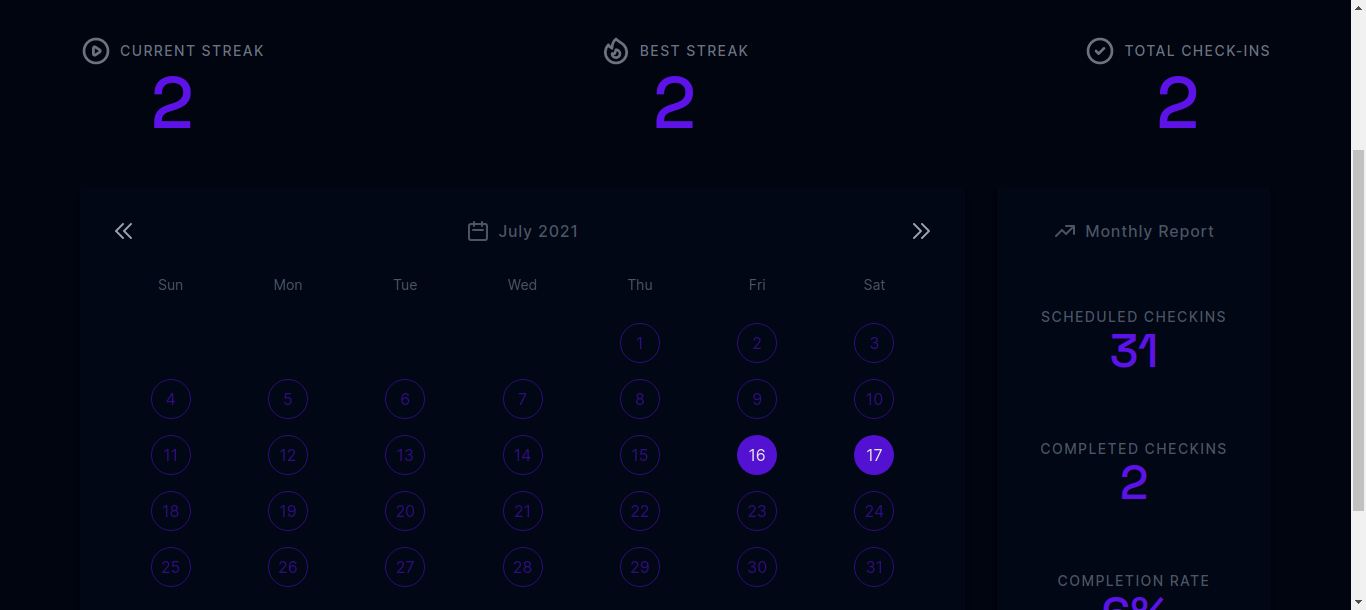 CURRENT STREAK BEST STREAK TOTAL CHECK-INS
2 2 2
July 2021
Sun Mon Tue Wed Thu Fri Sat
1 2 3
4 5 6 7 8 9 10
11 12 13 14 15 16 17
18 19 20 21 22 23 24
25 26 27 28 29 30 31
Monthly Report
SCHEDULED CHECKINS
31
COMPLETED CHECKINS
2
COMPLETION RATE
6%